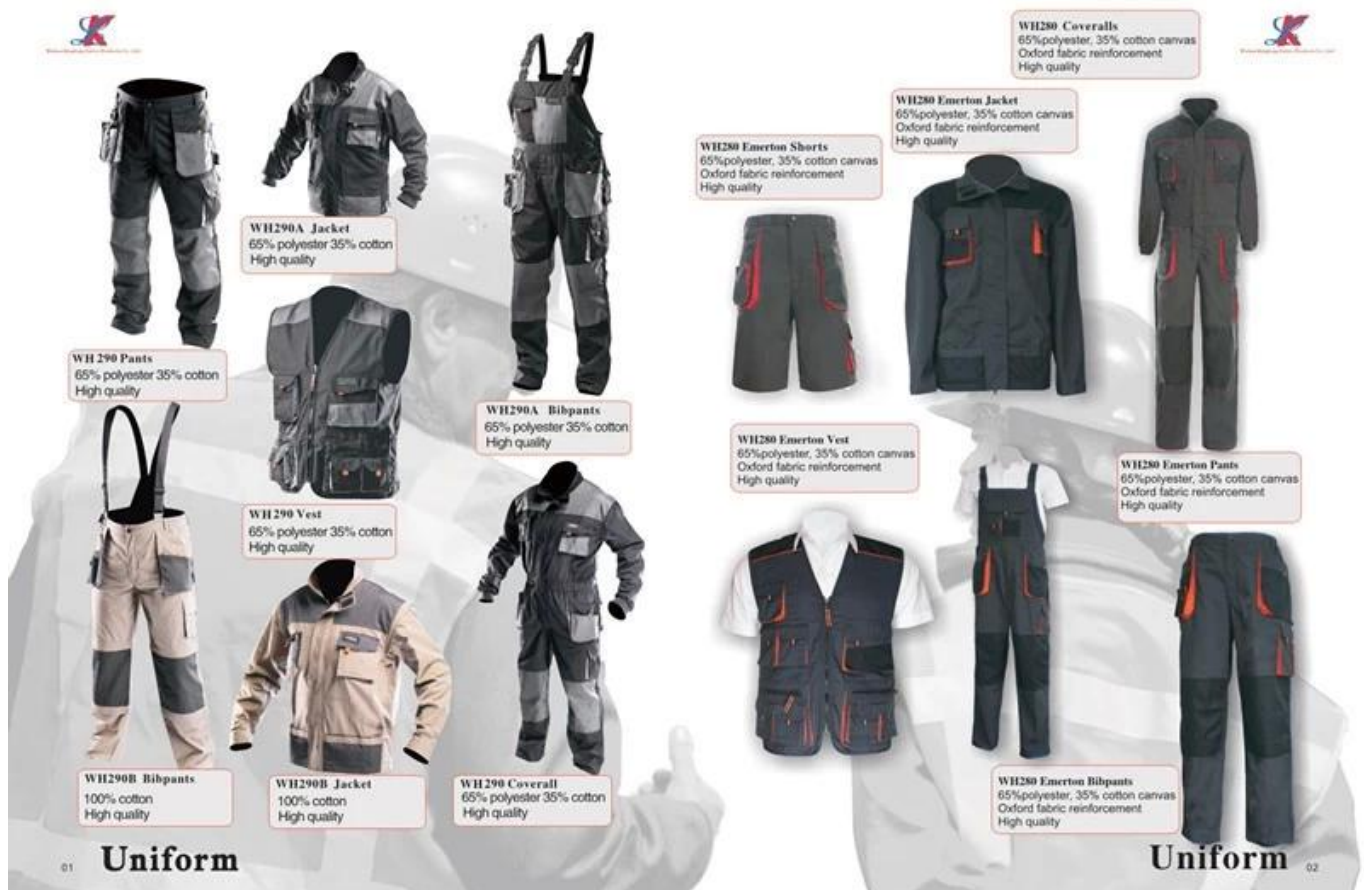 WH 290 Pants
65% polyester 35% cotton
High quality
WH290A Jacket
65% polyester 35% cotton
High quality
WH290A Bibpants
65% polyester 35% cotton
High quality
WH 290 Vest
65% polyester 35% cotton
High quality
WH290B Bibpants
100% cotton
High quality
WH290B Jacket
100% cotton
High quality
WH290 Coverall
65% polyester 35% cotton
High quality
01 Uniform
WH280 Coveralls
65%polyester, 35% cotton canvas
Oxford fabric reinforcement
High quality
WH280 Emerton Jacket
65%polyester, 35% cotton canvas
Oxford fabric reinforcement
High quality
WH280 Emerton Shorts
65%polyester, 35% cotton canvas
Oxford fabric reinforcement
High quality
WH280 Emerton Vest
65%polyester, 35% cotton canvas
Oxford fabric reinforcement
High quality
WH280 Emerton Pants
65%polyester, 35% cotton canvas
Oxford fabric reinforcement
High quality
WH280 Emerton Bibpants
65%polyester, 35% cotton canvas
Oxford fabric reinforcement
High quality
Uniform 02